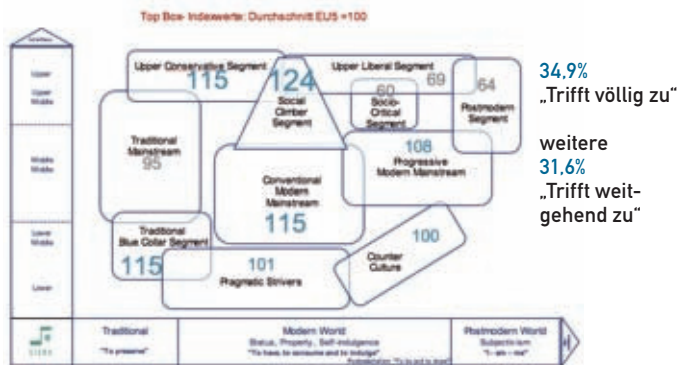 Top Box- Indexwerte: Durchschnitt EU5 =100
Upper Conservative Segment
115
124
Social
Climber
Segment
Upper Liberal Segment
69
60
Socio-
Critical
Segment
64
Postmodern
Segment
Traditional
Mainstream
95
108
Progressive
Modern Mainstream
Conventional
Modern
Mainstream
115
Traditional
Blue Collar Segment
115
101
Pragmatic Strivers
100
Counter
Culture
Upper
Upper
Middle
Middle
Middle
Lower
Middle
Lower
Traditional
"To preserve"
Modern World
Status, Property, Self-indulgence
"To have, to consume and to indulge"
Postmodern World
Subjectivism
"I - am - me"
34,9%
„Trifft völlig zu“
weitere
31,6%
„Trifft weit-
gehend zu“